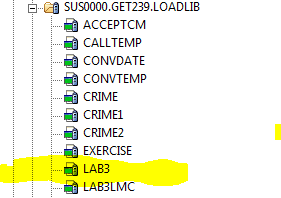 SUS0000.GET239.LOADLIB
ACCEPTCM
CALLTEMP
CONVDATE
CONVTEMP
CRIME
CRIME1
CRIME2
EXERCISE
LAB3
LAB3LMC